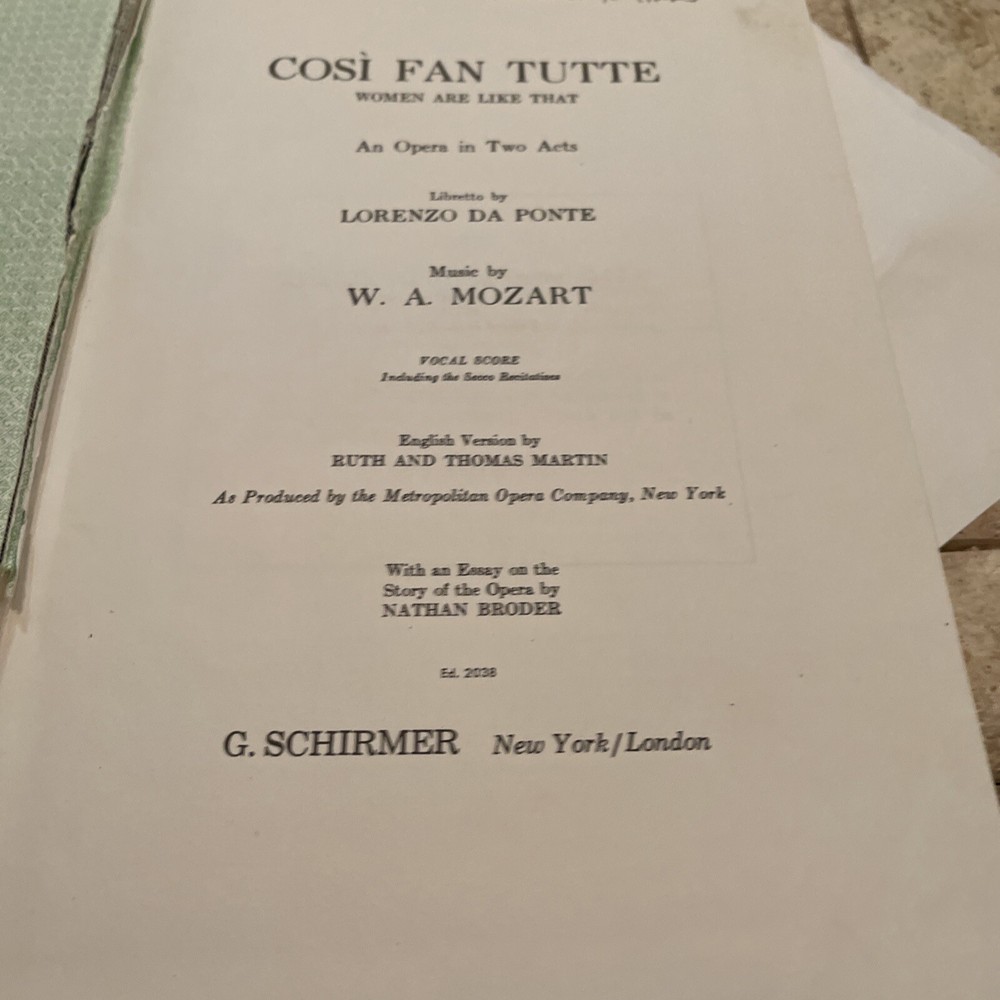 COSÌ FAN TUTTE
WOMEN ARE LIKE THAT
An Opera in Two Acts
Libretto by
LORENZO DA PONTE
Music by
W. A. MOZART
VOCAL SCORE
Including the Secco Recitatives
English Version by
RUTH AND THOMAS MARTIN
As Produced by the Metropolitan Opera Company, New York
With an Essay on the
Story of the Opera by
NATHAN BRODER
Ed. 2038
G. SCHIRMER New York/London